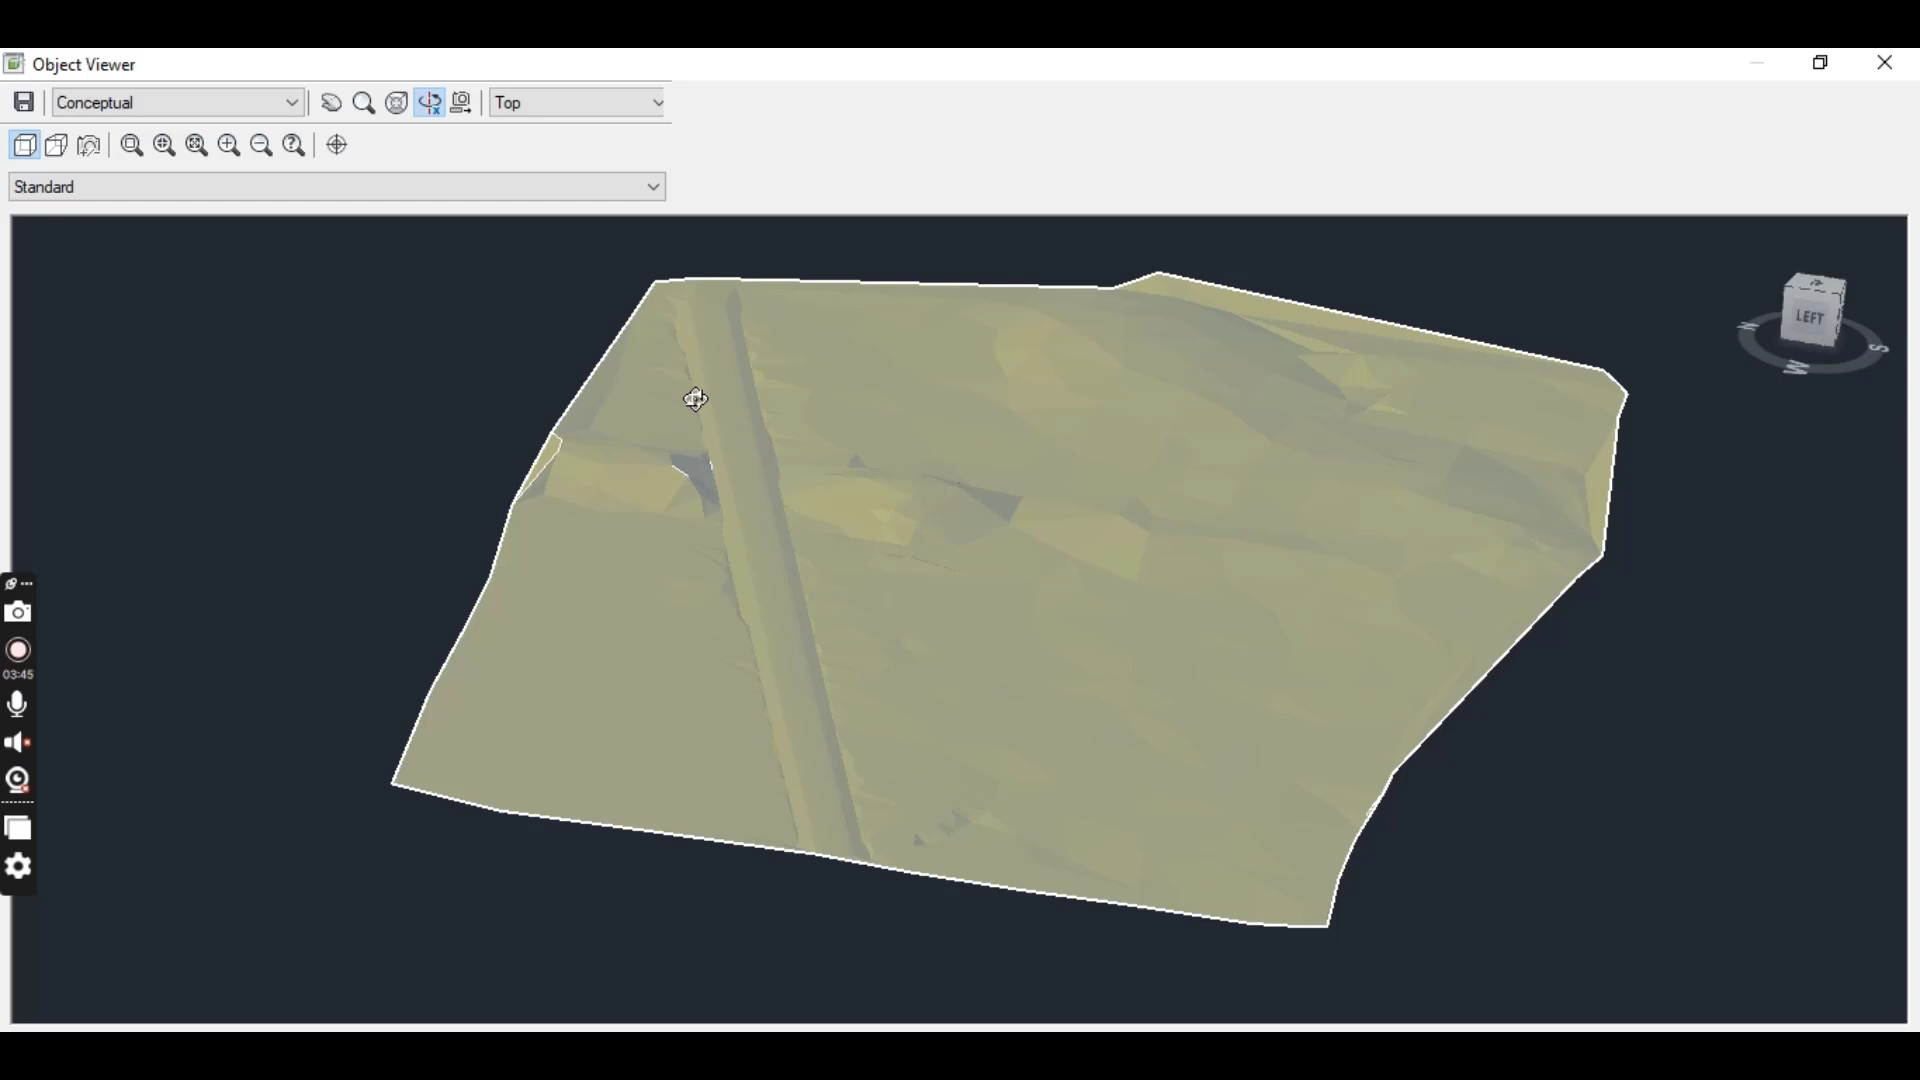 Object Viewer
Conceptual
Top
Standard
LEFT
N
S
W
03:45